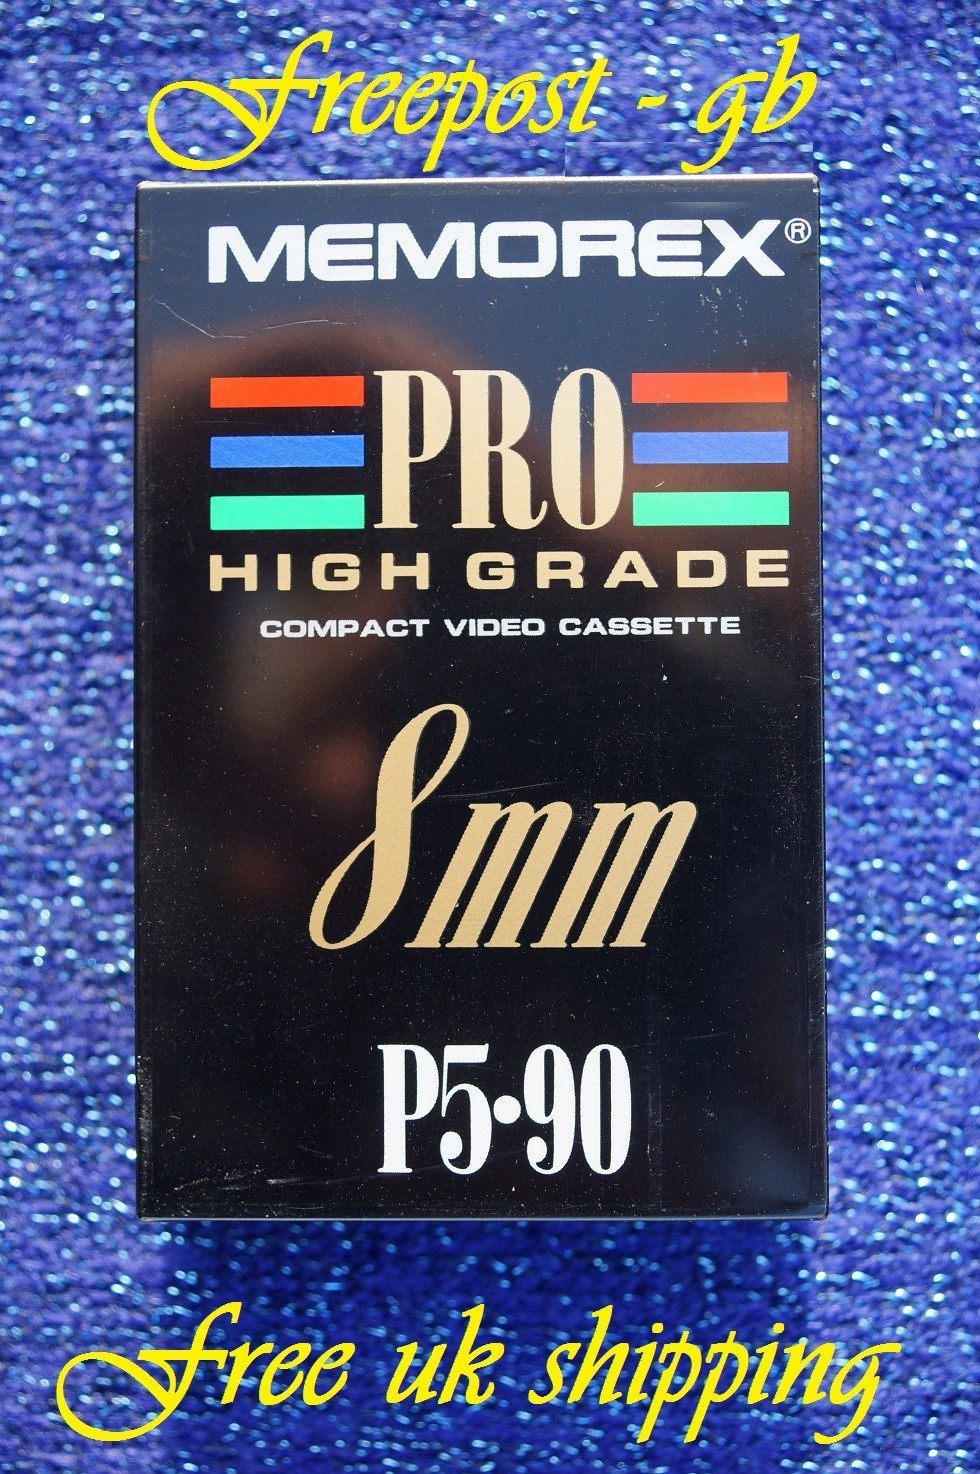 Freepost - gb
MEMOREX®
PRO
HIGH GRADE
COMPACT VIDEO CASSETTE
8mm
P5•90
Free uk shipping